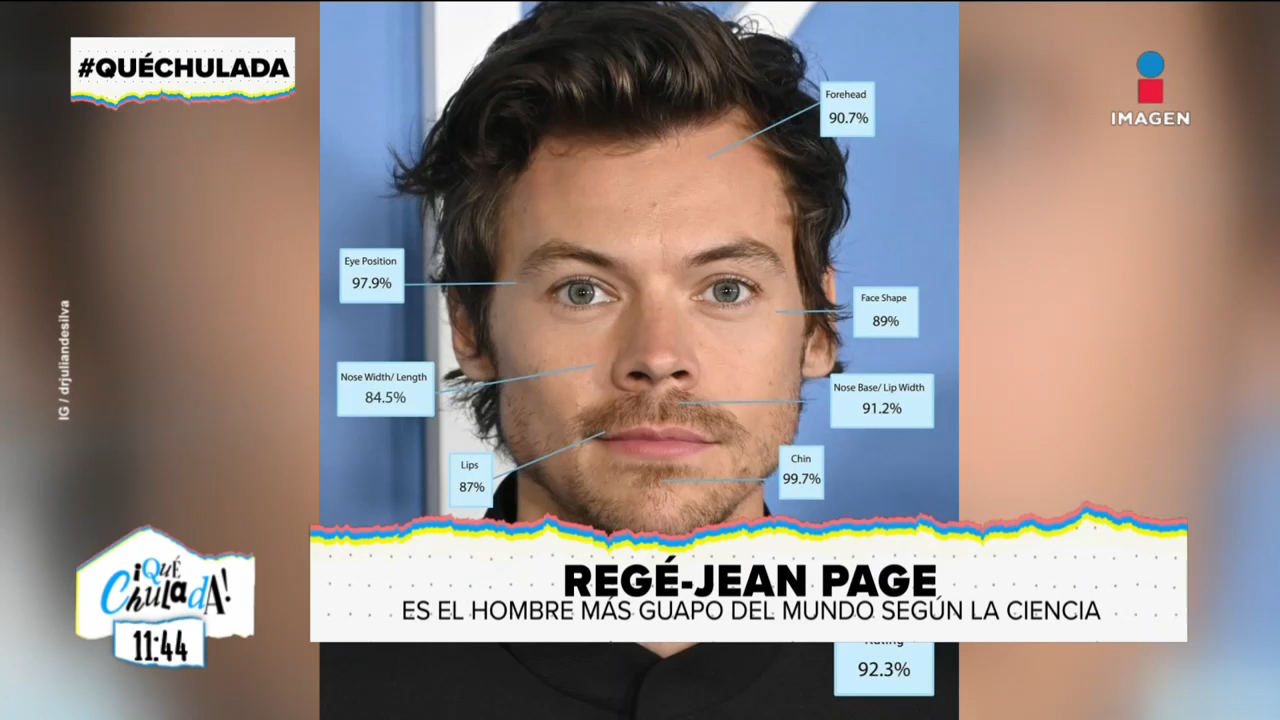 #QUÉCHULADA
IMAGEN
Forehead
90.7%
Eye Position
97.9%
Face Shape
89%
Nose Width/ Length
84.5%
Nose Base/ Lip Width
91.2%
Lips
87%
Chin
99.7%
IG / drjuliandesilva
¡QUÉ
ChuladA!
11:44
REGÉ-JEAN PAGE
ES EL HOMBRE MÁS GUAPO DEL MUNDO SEGÚN LA CIENCIA
Rating
92.3%